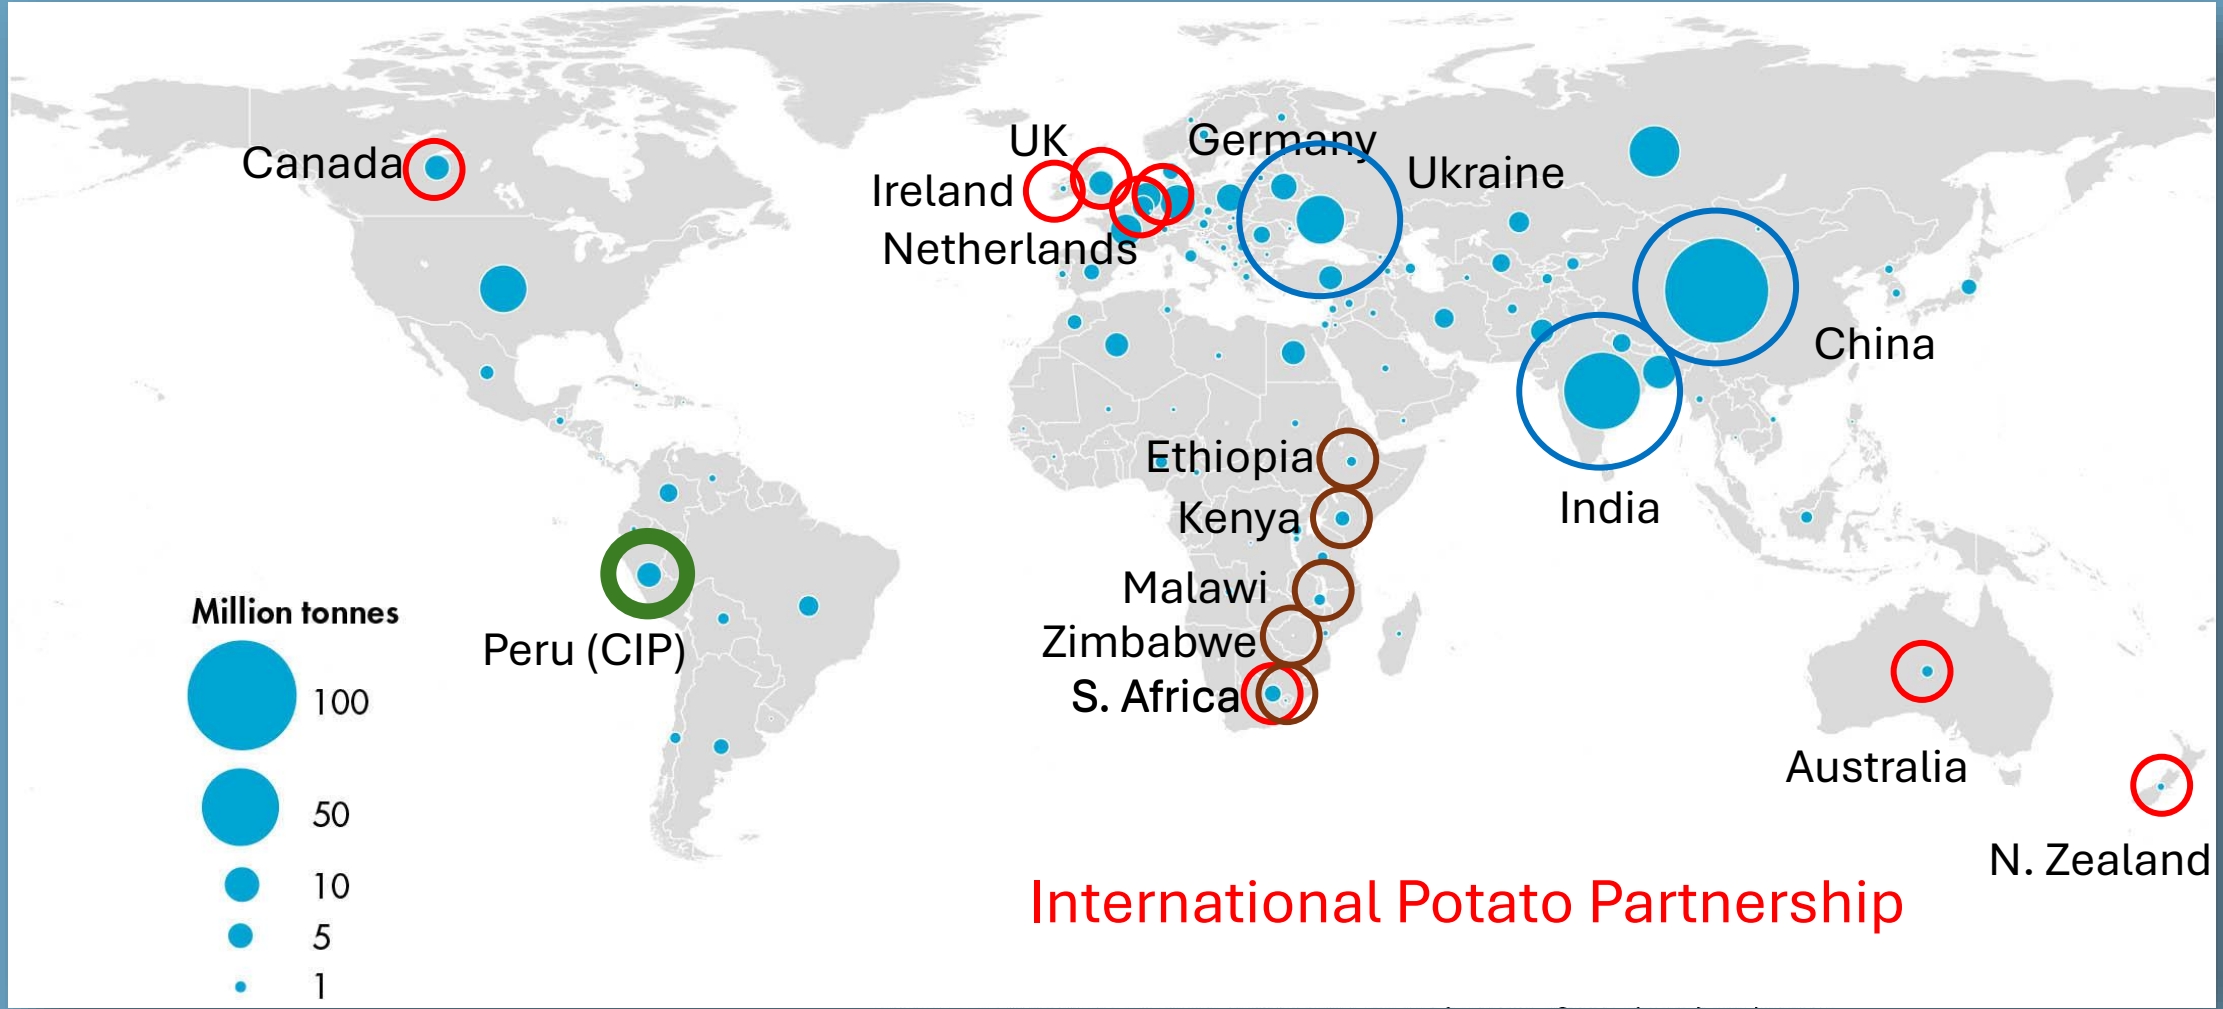 Canada
UK
Germany
Ireland
Ukraine
Netherlands
China
Ethiopia
India
Kenya
Malawi
Million tonnes
Zimbabwe
Peru (CIP)
S. Africa
100
Australia
50
N. Zealand
10
International Potato Partnership
5
1